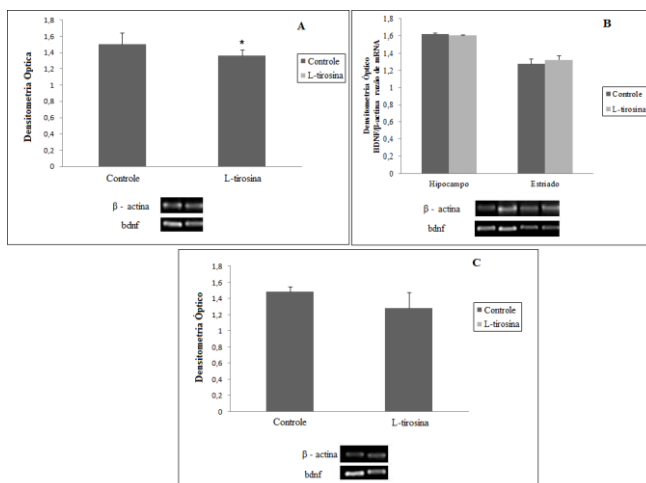 A
1,8
1,6
1,4
1,2
1
0,8
0,6
0,4
0,2
0
Densitometria Óptica
*
Controle
L-tirosina
Controle
L-tirosina
β - actina
bdnf
B
1,8
1,6
1,4
1,2
1
0,8
0,6
0,4
0,2
0
Densitometria Óptico
BDNF/β-actina razão de mRNA
Controle
L-tirosina
Hipocampo
Estriado
β - actina
bdnf
C
1,8
1,6
1,4
1,2
1
0,8
0,6
0,4
0,2
0
Densitometria Óptico
Controle
L-tirosina
Controle
L-tirosina
β - actina
bdnf